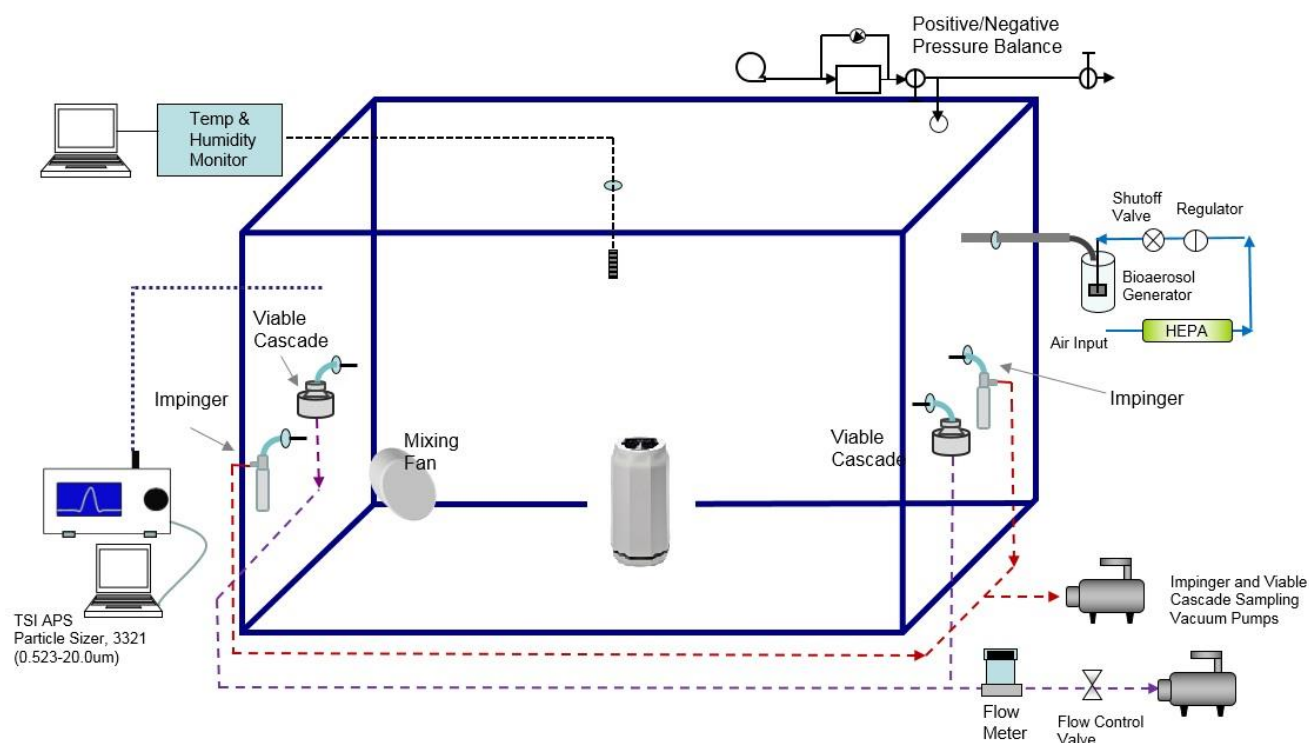 Positive/Negative
Pressure Balance
Temp &
Humidity
Monitor
Shutoff
Valve
Regulator
Bioaerosol
Generator
HEPA
Air Input
Viable
Cascade
Impinger
Mixing
Fan
Viable
Cascade
Impinger
TSI APS
Particle Sizer, 3321
(0.523-20.0um)
Impinger and Viable
Cascade Sampling
Vacuum Pumps
Flow
Meter
Flow Control
Valve